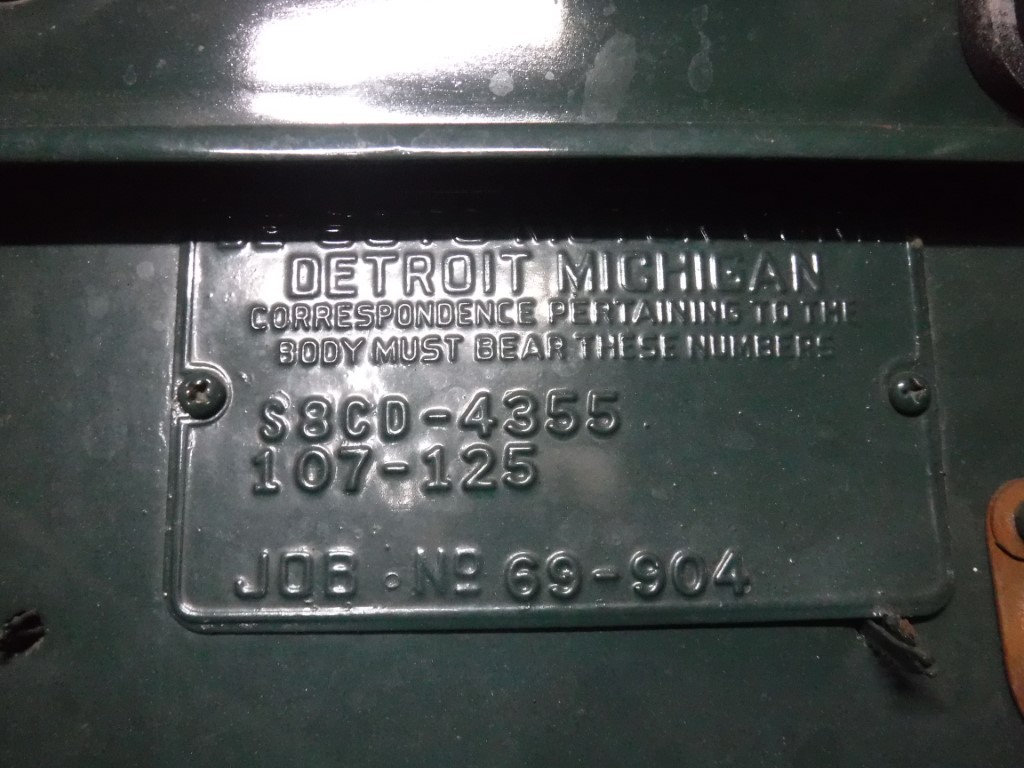 DETROIT MICHIGAN
CORRESPONDENCE PERTAINING TO THE
BODY MUST BEAR THESE NUMBERS
S8CD-4355
107-125
JOB . Nº 69-904